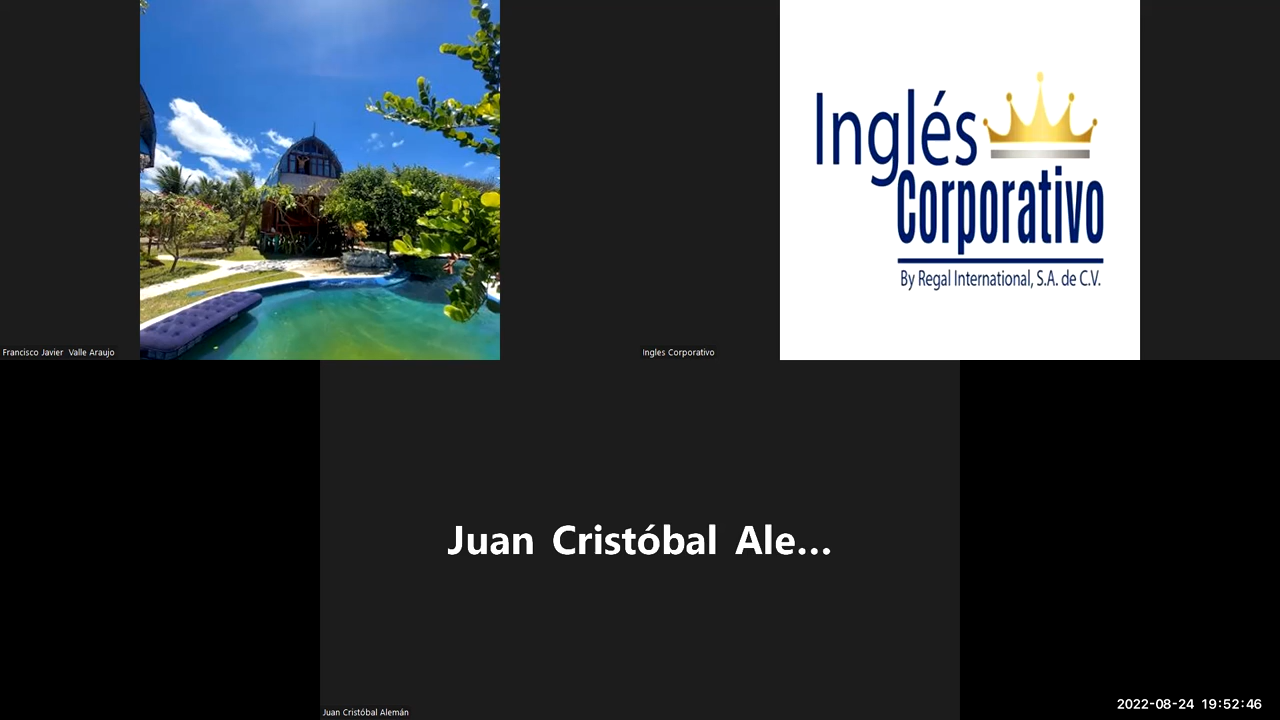 Inglés
Corporativo
By Regal International, S.A. de C.V.
Francisco Javier Valle Araujo
Ingles Corporativo
Juan Cristóbal Ale...
Juan Cristóbal Alemán
2022-08-24 19:52:46